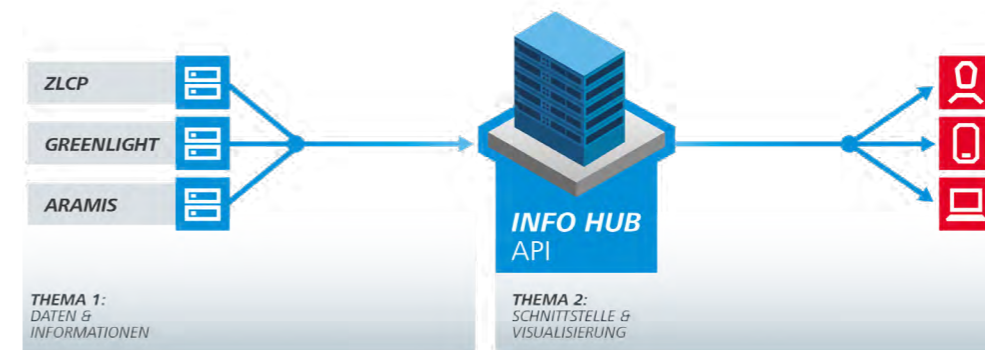 ZLCP
GREENLIGHT
ARAMIS
INFO HUB
API
THEMA 1:
DATEN &
INFORMATIONEN
THEMA 2:
SCHNITTSTELLE &
VISUALISIERUNG